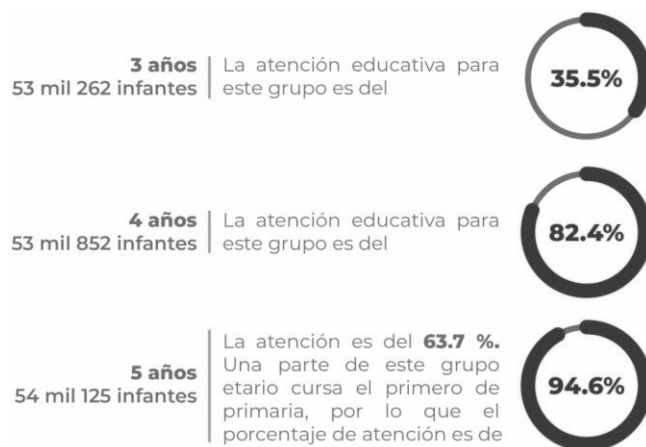 3 años
53 mil 262 infantes
La atención educativa para
este grupo es del
35.5%
4 años
53 mil 852 infantes
La atención educativa para
este grupo es del
82.4%
5 años
54 mil 125 infantes
La atención es del 63.7 %.
Una parte de este grupo
etario cursa el primero de
primaria, por lo que el
porcentaje de atención es de
94.6%